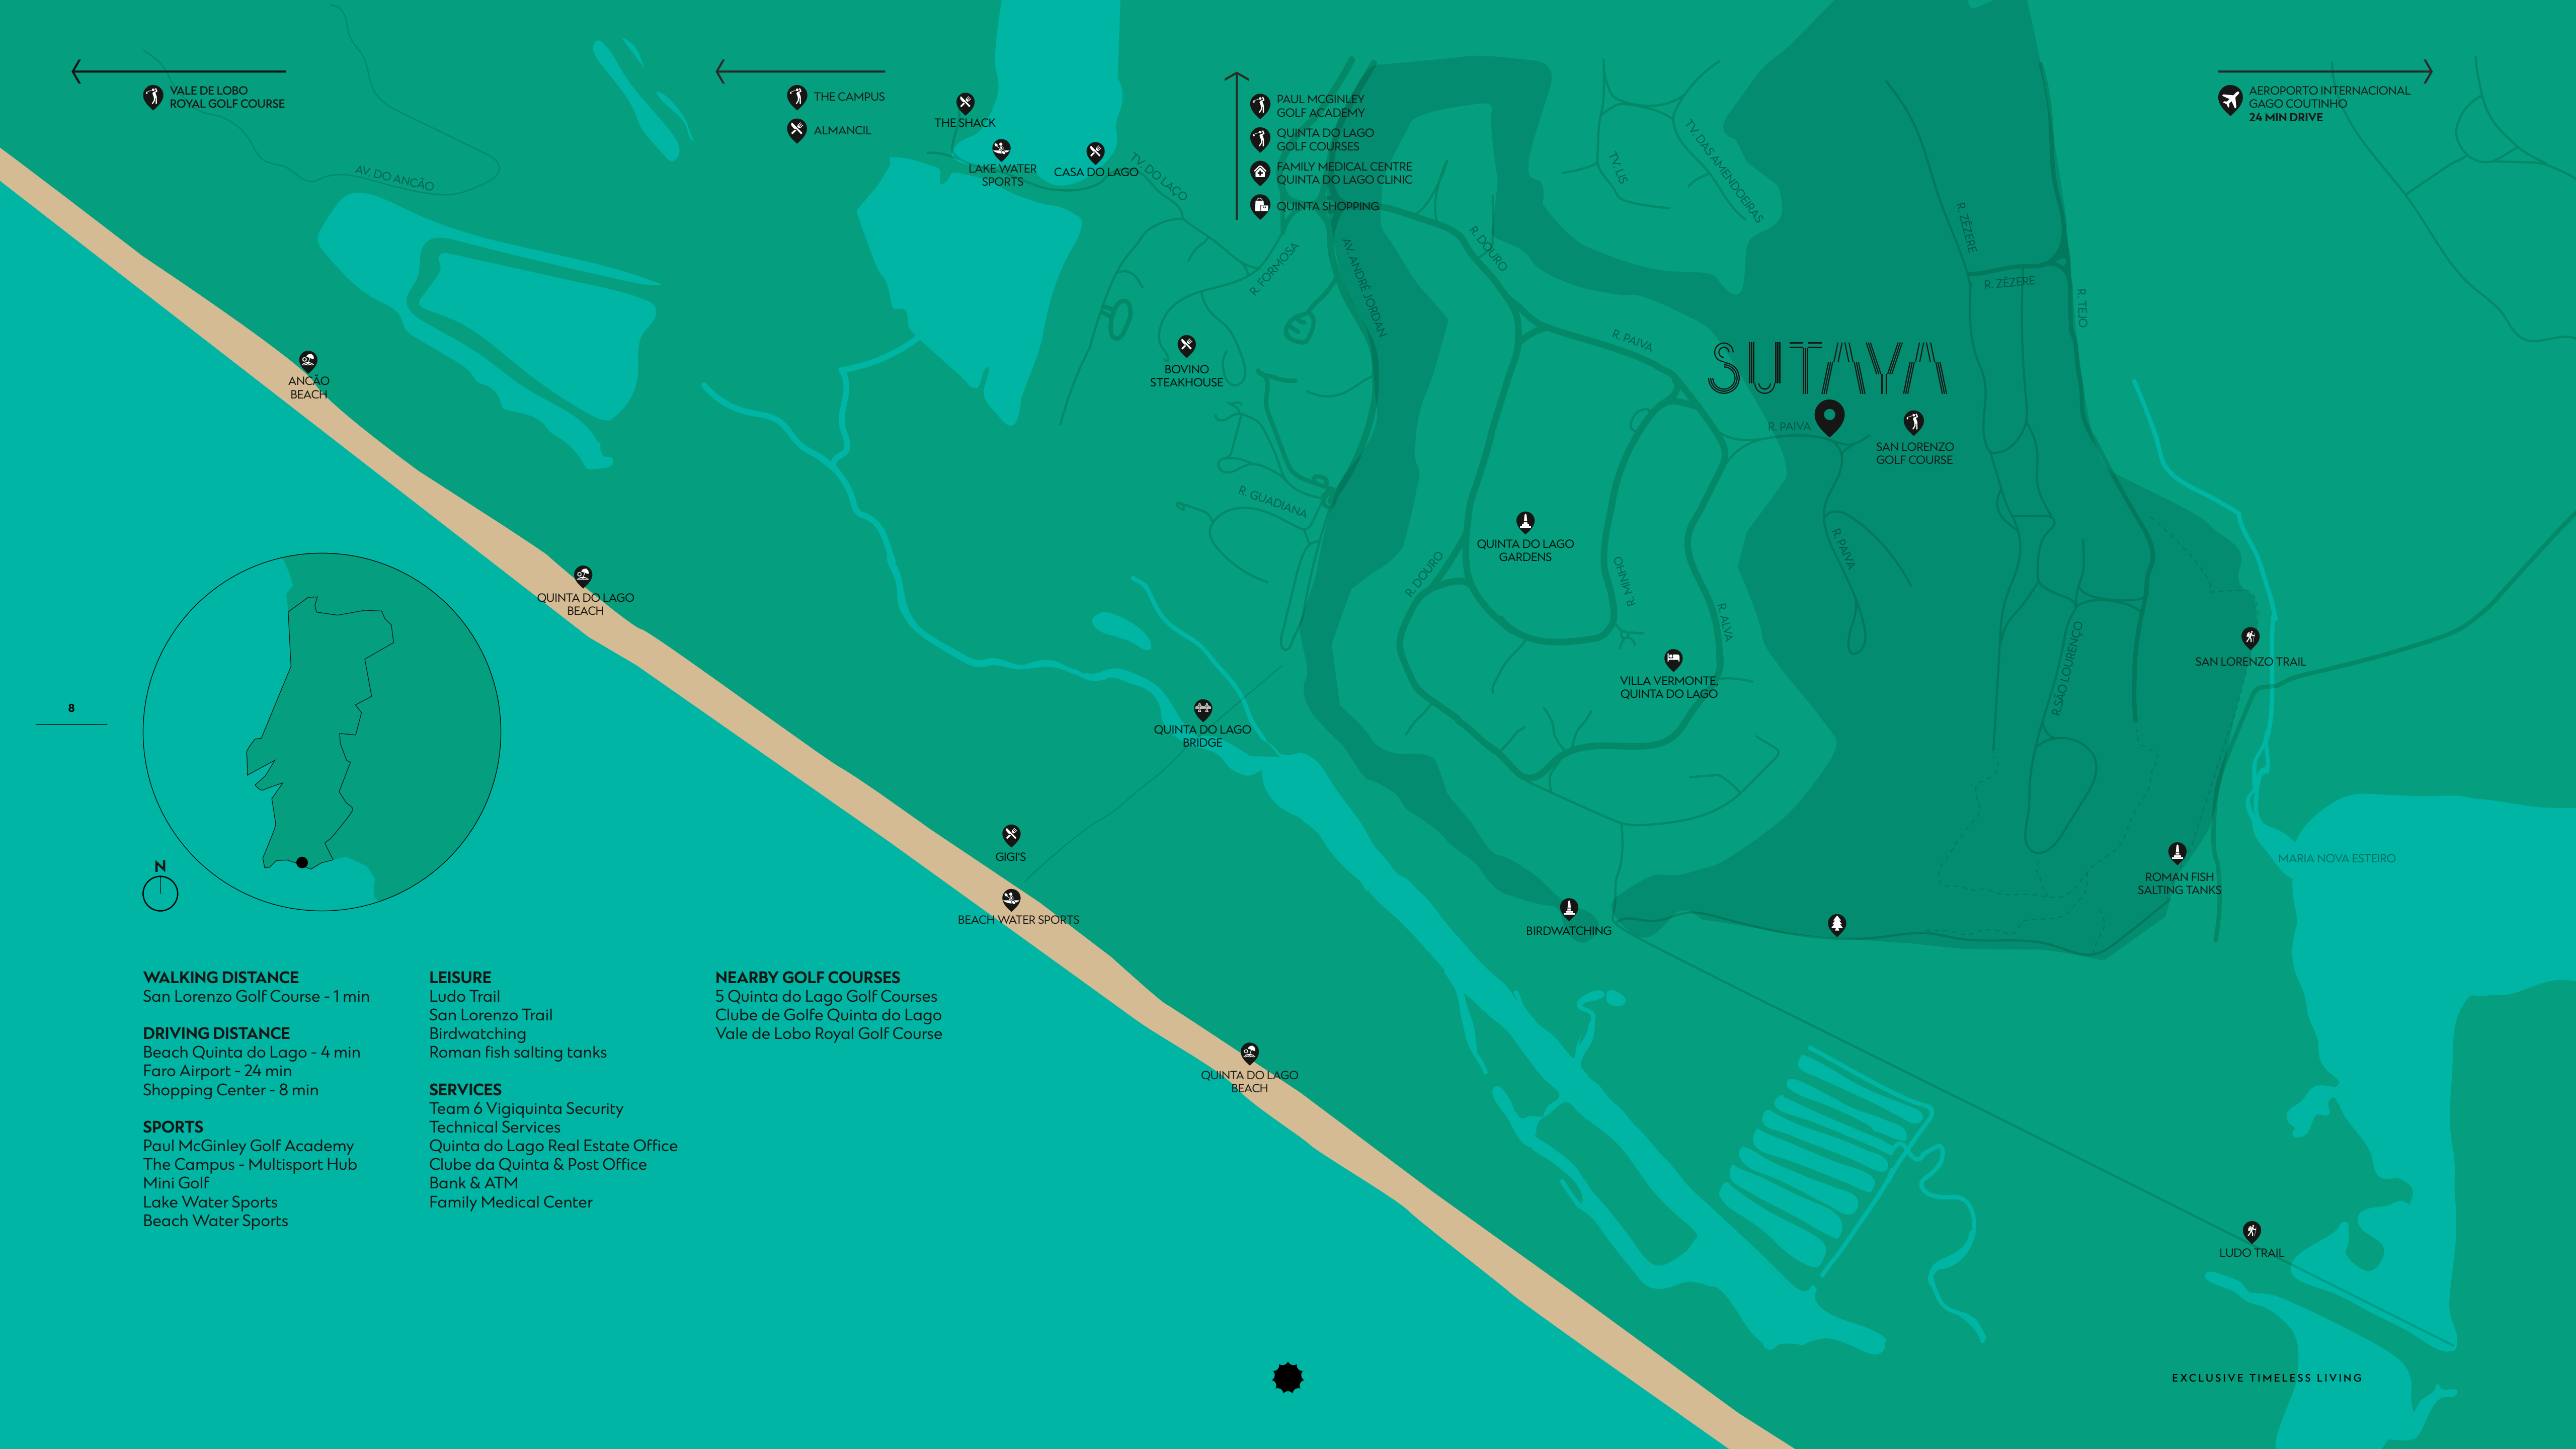 VALE DE LOBO
ROYAL GOLF COURSE
THE CAMPUS
ALMANCIL
THE SHACK
LAKE WATER
SPORTS
CASA DO LAGO
PAUL MCGINLEY
GOLF ACADEMY
QUINTA DO LAGO
GOLF COURSES
FAMILY MEDICAL CENTRE
QUINTA DO LAGO CLINIC
QUINTA SHOPPING
AEROPORTO INTERNACIONAL
GAGO COUTINHO
24 MIN DRIVE
AV. DO ANCÃO
TV. DO LAÇO
TV. LIS
TV. DAS AMENDOEIRAS
R. FORMOSA
AV. ANDRÉ JORDAN
R. DOURO
R. ZÊZERE
R. ZÊZERE
R. TEJO
R. PAIVA
SUTAYA
ANCÃO
BEACH
BOVINO
STEAKHOUSE
R. PAIVA
SAN LORENZO
GOLF COURSE
R. GUADIANA
QUINTA DO LAGO
GARDENS
R. PAIVA
R. DOURO
R. MINHO
R. ALVA
QUINTA DO LAGO
BEACH
R.SÃO LOURENÇO
SAN LORENZO TRAIL
VILLA VERMONTE,
QUINTA DO LAGO
8
QUINTA DO LAGO
BRIDGE
GIGI'S
MARIA NOVA ESTEIRO
N
ROMAN FISH
SALTING TANKS
BEACH WATER SPORTS
BIRDWATCHING
QUINTA DO LAGO
BEACH
WALKING DISTANCE
San Lorenzo Golf Course - 1 min
DRIVING DISTANCE
Beach Quinta do Lago - 4 min
Faro Airport - 24 min
Shopping Center - 8 min
SPORTS
Paul McGinley Golf Academy
The Campus - Multisport Hub
Mini Golf
Lake Water Sports
Beach Water Sports
LEISURE
Ludo Trail
San Lorenzo Trail
Birdwatching
Roman fish salting tanks
SERVICES
Team 6 Vigiquinta Security
Technical Services
Quinta do Lago Real Estate Office
Clube da Quinta & Post Office
Bank & ATM
Family Medical Center
NEARBY GOLF COURSES
5 Quinta do Lago Golf Courses
Clube de Golfe Quinta do Lago
Vale de Lobo Royal Golf Course
LUDO TRAIL
EXCLUSIVE TIMELESS LIVING